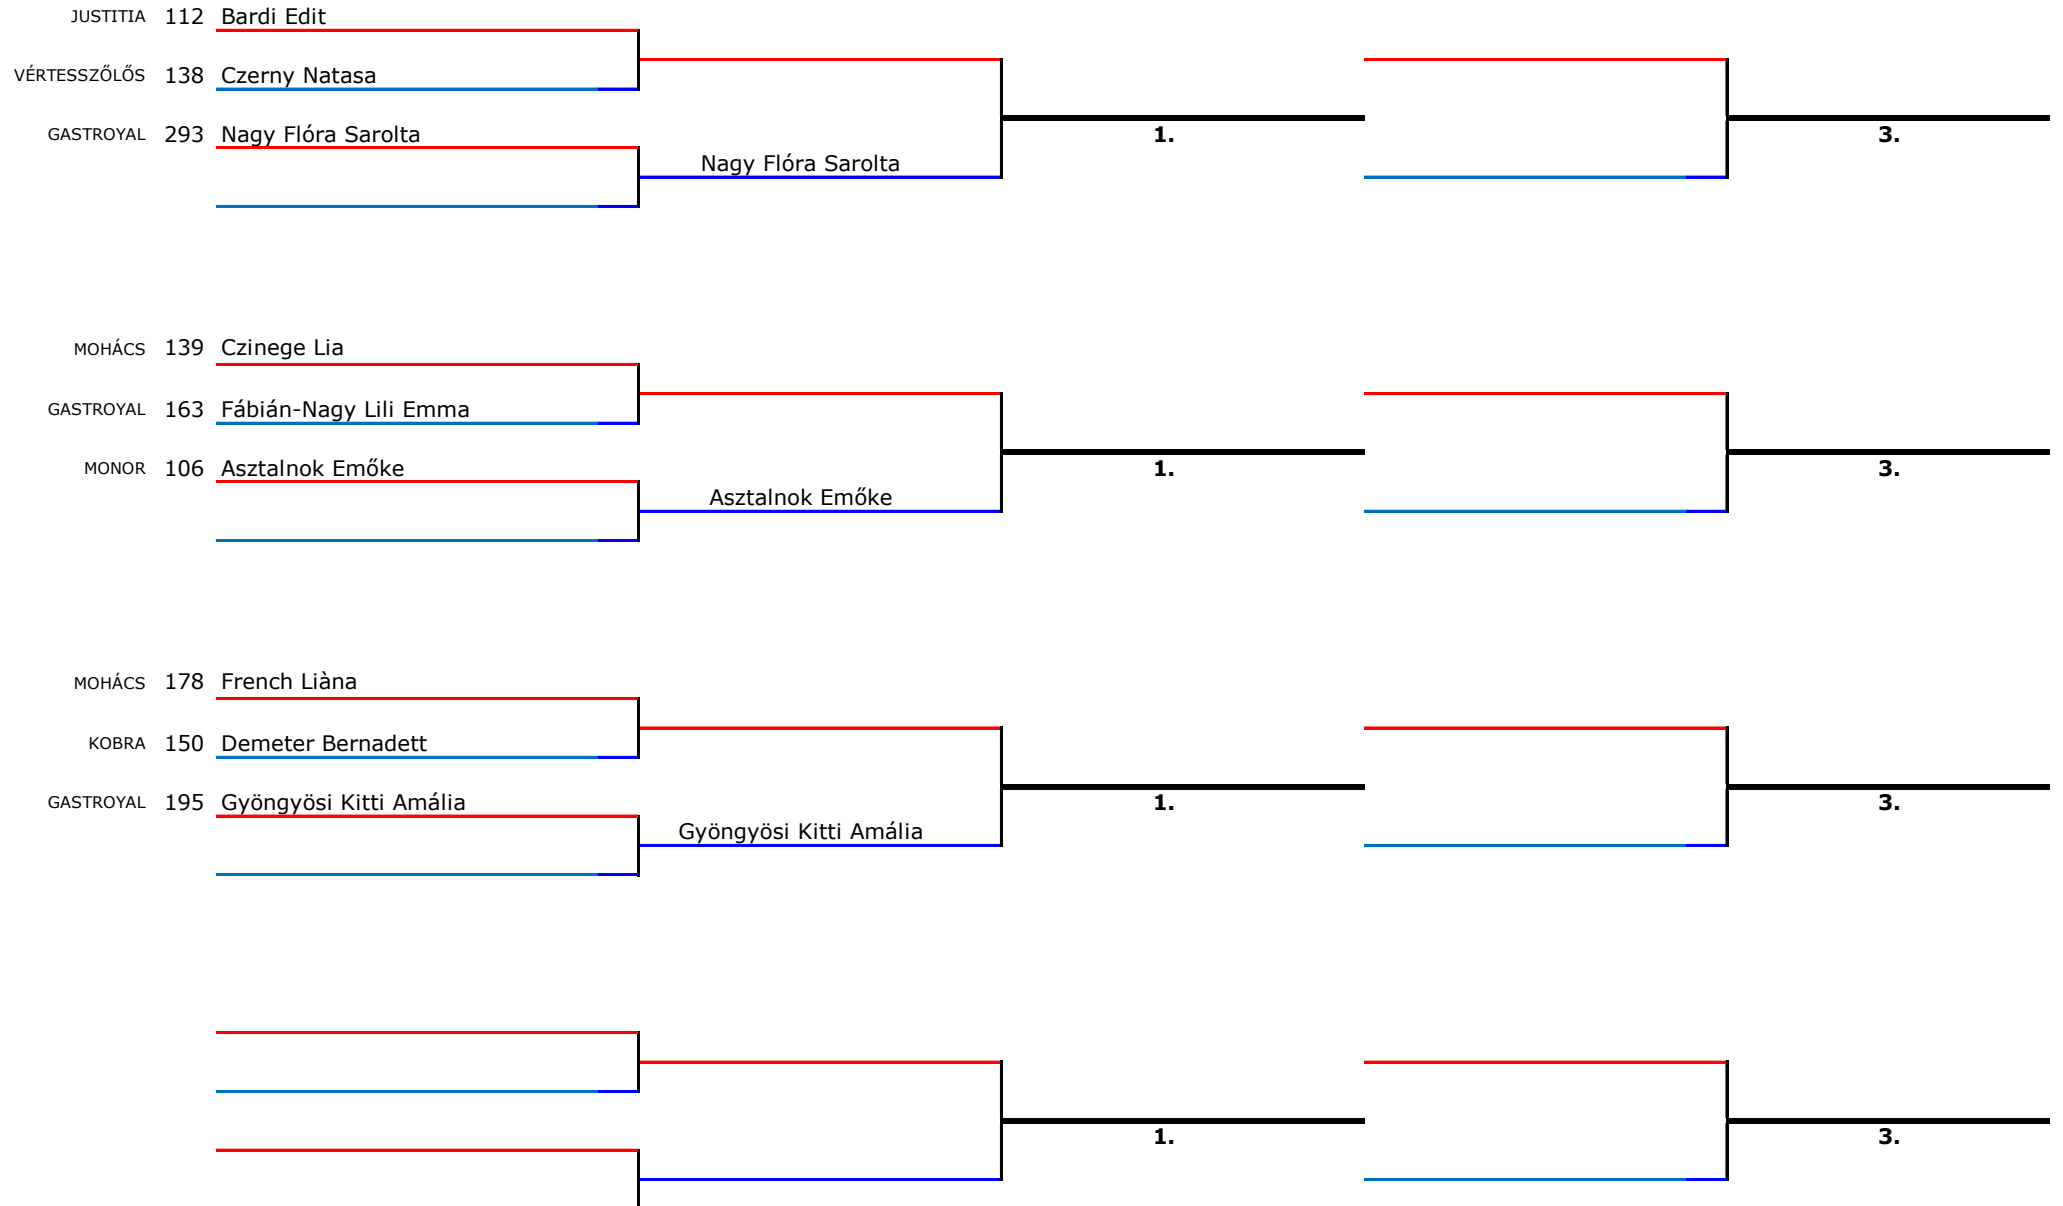 JUSTITIA 112 Bardi Edit
VÉRTESSZŐLŐS 138 Czerny Natasa
GASTROYAL 293 Nagy Flóra Sarolta
1.
3.
Nagy Flóra Sarolta
MOHÁCS 139 Czinege Lia
GASTROYAL 163 Fábián-Nagy Lili Emma
MONOR 106 Asztalnok Emőke
1.
3.
Asztalnok Emőke
MOHÁCS 178 French Liàna
KOBRA 150 Demeter Bernadett
GASTROYAL 195 Gyöngyösi Kitti Amália
1.
3.
Gyöngyösi Kitti Amália
1.
3.